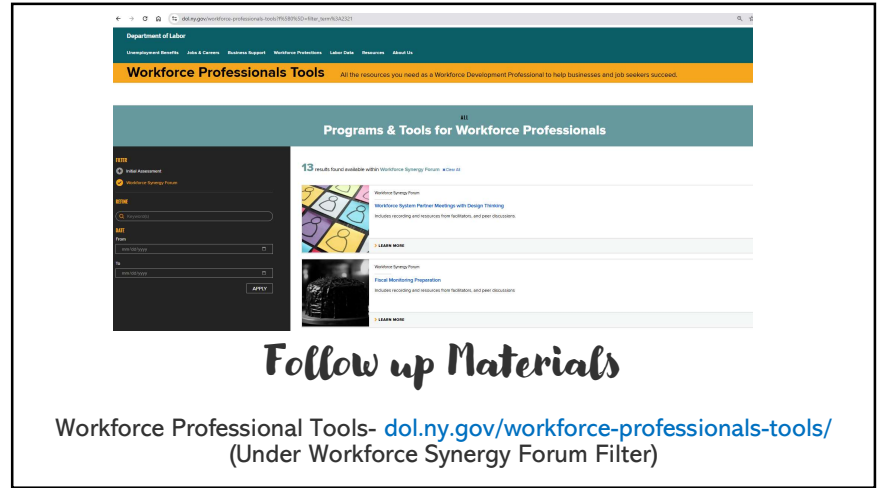 dol.ny.gov/workforce-professionals-tools?f%5B0%5D=filter_term%3A2321
Department of Labor
Unemployment Benefits Jobs & Careers Business Support Workforce Protections Labor Data Resources About Us
Workforce Professionals Tools All the resources you need as a Workforce Development Professional to help businesses and job seekers succeed.
ALL
Programs & Tools for Workforce Professionals
FILTER
Initial Assessment
Workforce Synergy Forum
REFINE
Keyword(s)
DATE
From
mm/dd/yyyy
To
mm/dd/yyyy
APPLY
13 results found available within Workforce Synergy Forum Clear All
Workforce Synergy Forum
Workforce System Partner Meetings with Design Thinking
Includes recording and resources from facilitators, and peer discussions
LEARN MORE
Workforce Synergy Forum
Fiscal Monitoring Preparation
Includes recording and resources from facilitators, and peer discussions
LEARN MORE
Follow up Materials
Workforce Professional Tools- dol.ny.gov/workforce-professionals-tools/
(Under Workforce Synergy Forum Filter)